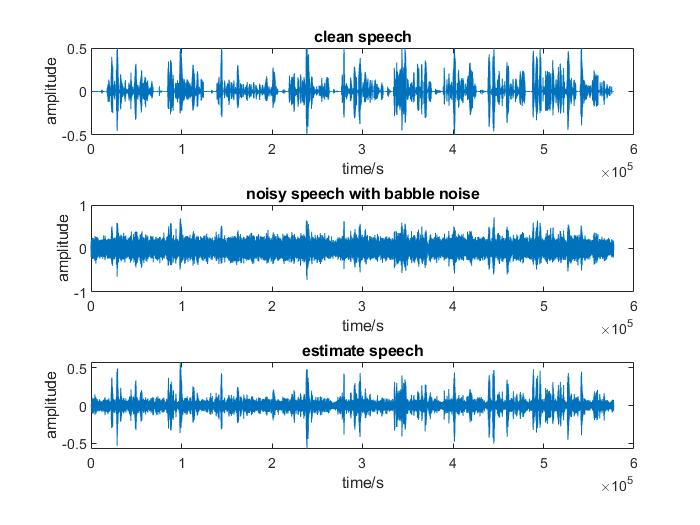 clean speech
0.5
0
-0.5
amplitude
0 1 2 3 4 5 6
time/s
×10^5
noisy speech with babble noise
1
0
-1
amplitude
0 1 2 3 4 5 6
time/s
×10^5
estimate speech
0.5
0
-0.5
amplitude
0 1 2 3 4 5 6
time/s
×10^5